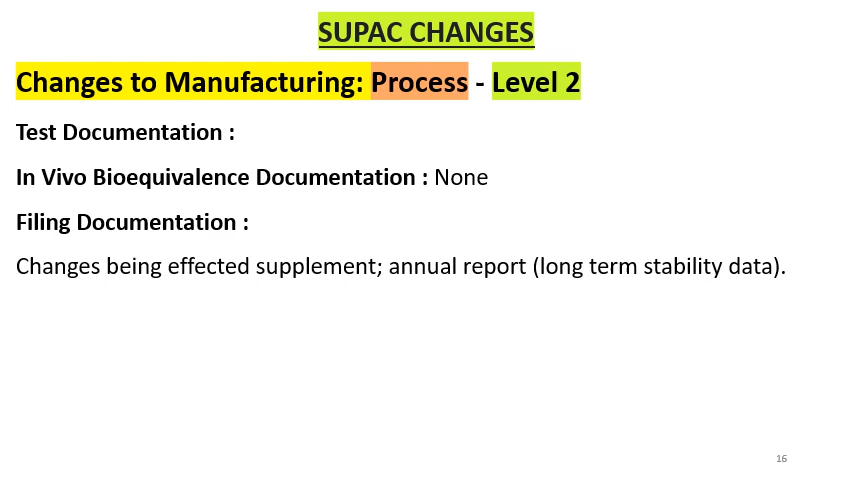 SUPAC CHANGES
Changes to Manufacturing: Process - Level 2
Test Documentation :
In Vivo Bioequivalence Documentation : None
Filing Documentation :
Changes being effected supplement; annual report (long term stability data).
16